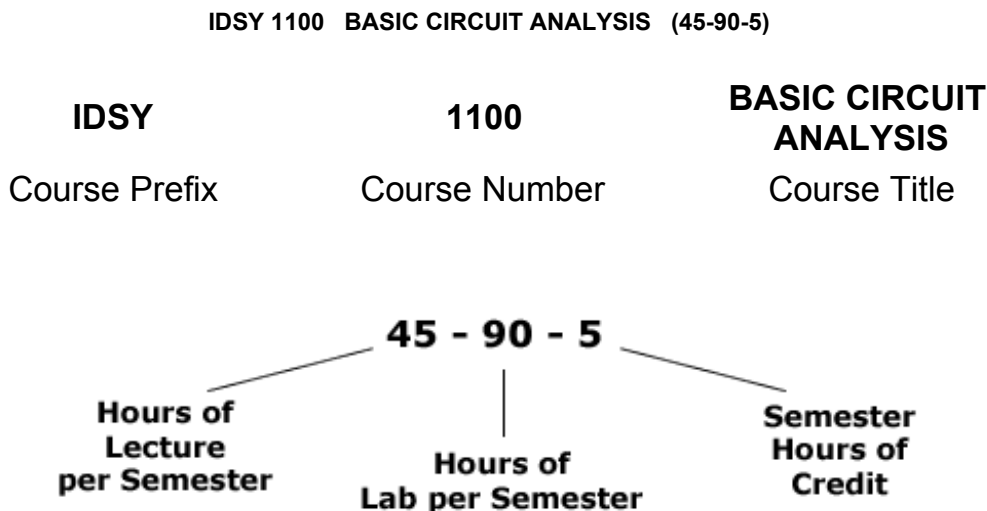 IDSY 1100 BASIC CIRCUIT ANALYSIS (45-90-5)
IDSY
1100
BASIC CIRCUIT
ANALYSIS
Course Prefix
Course Number
Course Title
45 - 90 - 5
Hours of
Lecture
per Semester
Hours of
Lab per Semester
Semester
Hours of
Credit